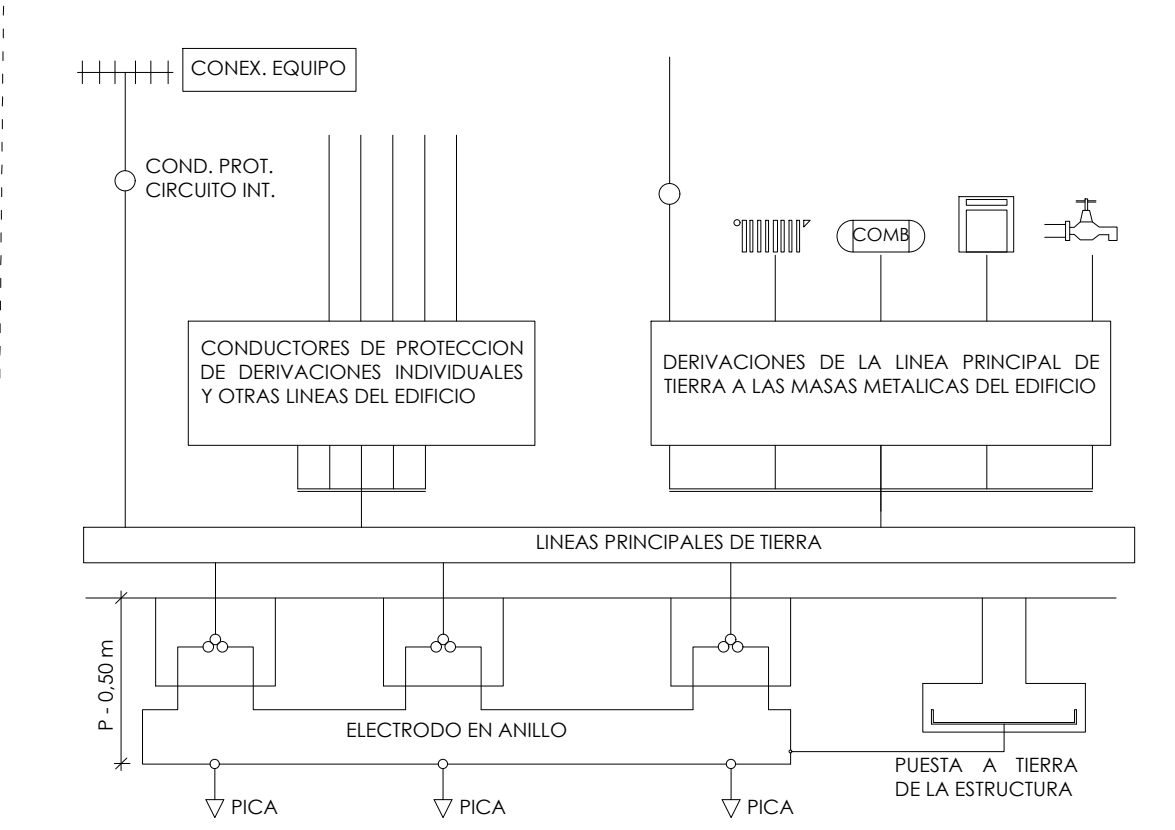 CONEX. EQUIPO
COND. PROT.
CIRCUITO INT.
COMB
CONDUCTORES DE PROTECCION
DE DERIVACIONES INDIVIDUALES
Y OTRAS LINEAS DEL EDIFICIO
DERIVACIONES DE LA LINEA PRINCIPAL DE
TIERRA A LAS MASAS METALICAS DEL EDIFICIO
LINEAS PRINCIPALES DE TIERRA
P - 0,50 m
ELECTRODO EN ANILLO
PUESTA A TIERRA
DE LA ESTRUCTURA
PICA
PICA
PICA